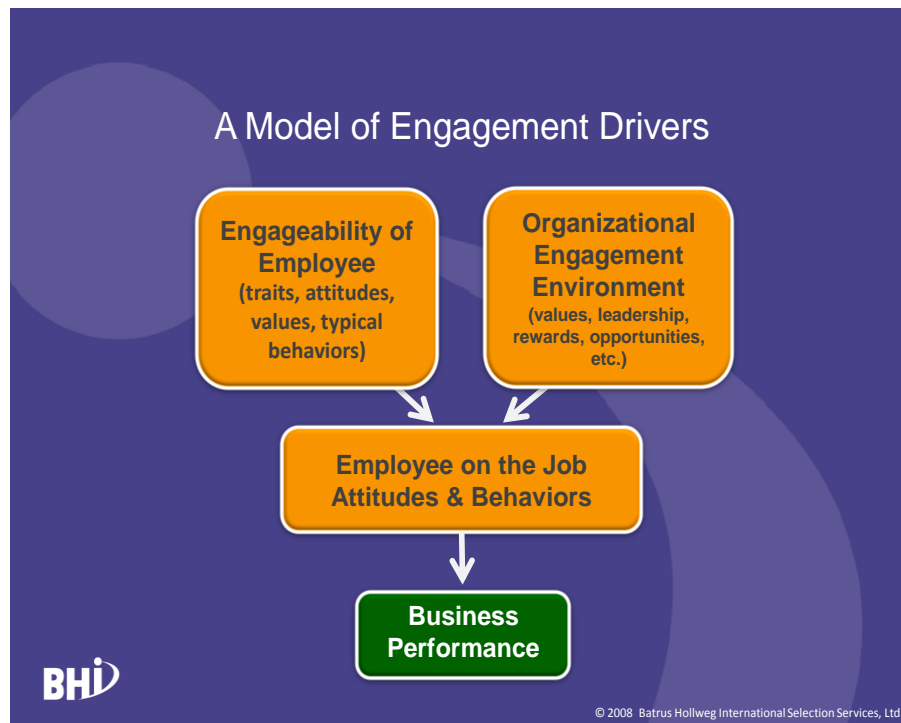 A Model of Engagement Drivers
Engageability of
Employee
(traits, attitudes,
values, typical
behaviors)
Organizational
Engagement
Environment
(values, leadership,
rewards, opportunities,
etc.)
Employee on the Job
Attitudes & Behaviors
Business
Performance
BHi
© 2008 Batrus Hollweg International Selection Services, Ltd